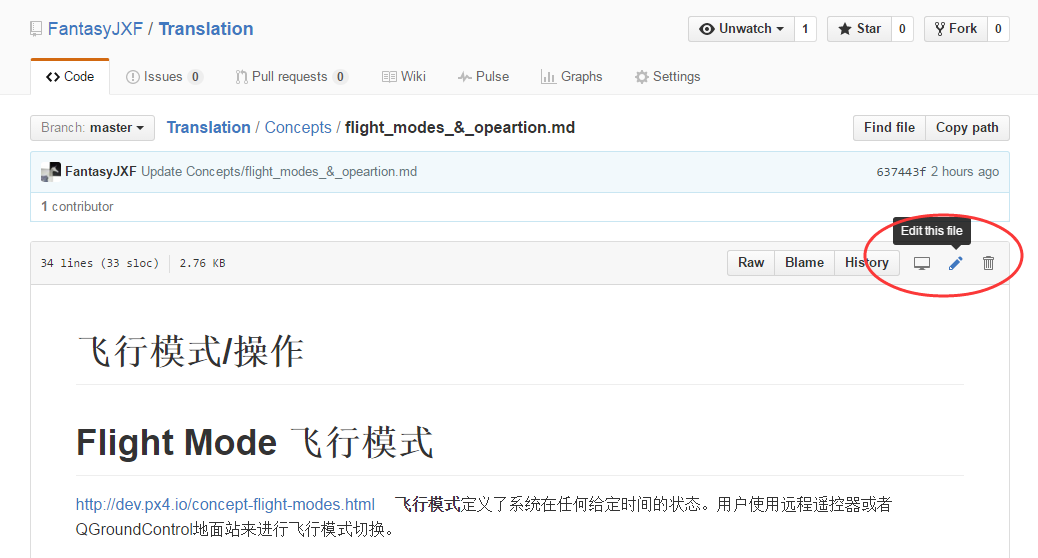 FantasyJXF / Translation
Unwatch 1 Star 0 Fork 0
Code Issues 0 Pull requests 0 Wiki Pulse Graphs Settings
Branch: master Translation / Concepts / flight_modes_&_opeartion.md Find file Copy path
FantasyJXF Update Concepts/flight_modes_&_opeartion.md 637443f 2 hours ago
1 contributor
Edit this file
34 lines (33 sloc) 2.76 KB Raw Blame History
飞行模式/操作
Flight Mode 飞行模式
http://dev.px4.io/concept-flight-modes.html 飞行模式定义了系统在任何给定时间的状态。用户使用远程遥控器或者
QGroundControl地面站来进行飞行模式切换。